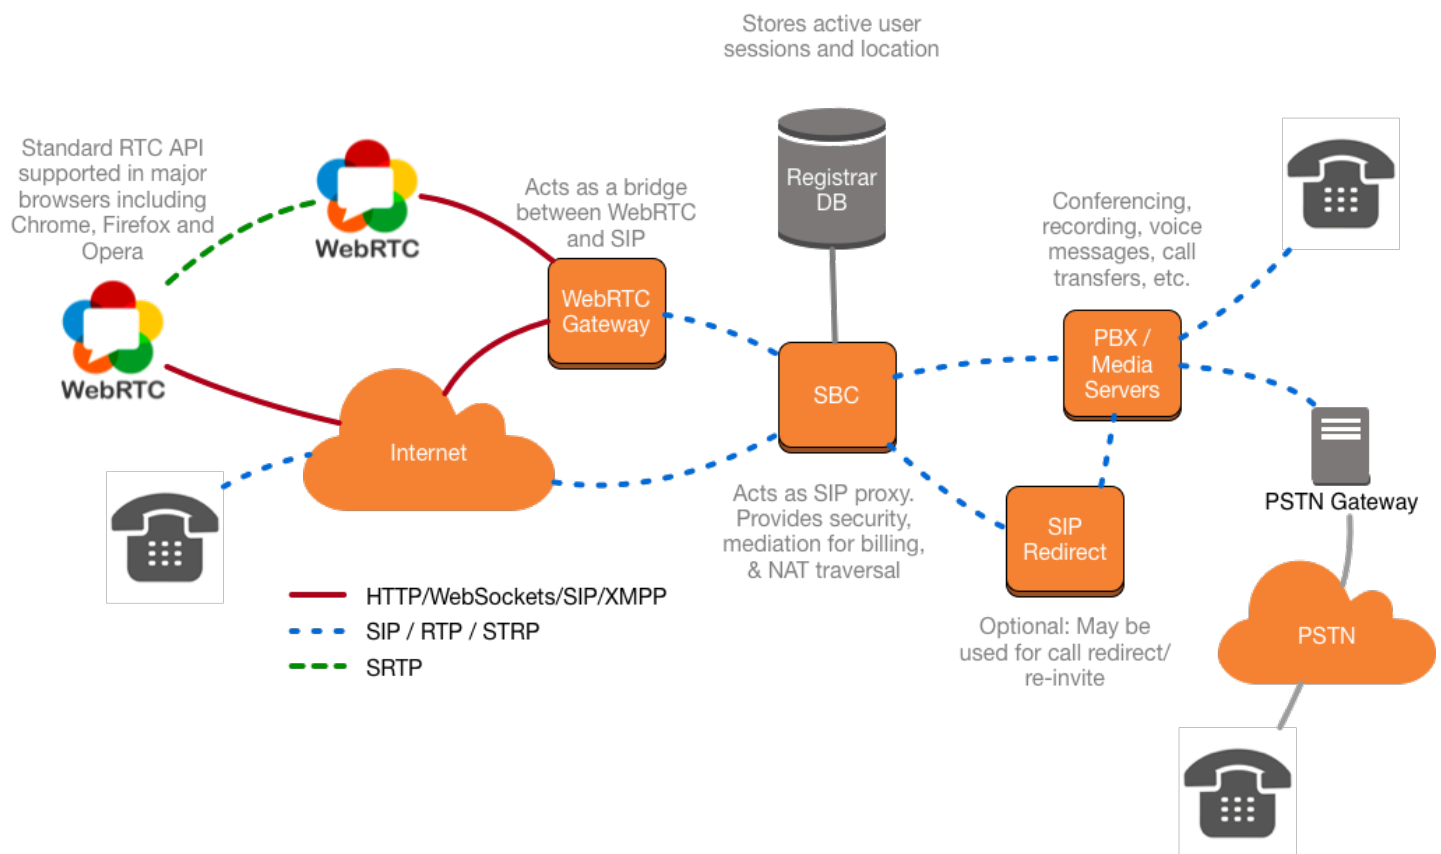 Stores active user
sessions and location
Standard RTC API
supported in major
browsers including
Chrome, Firefox and
Opera
WebRTC
WebRTC
Acts as a bridge
between WebRTC
and SIP
WebRTC
Gateway
Registrar
DB
Conferencing,
recording, voice
messages, call
transfers, etc.
PBX /
Media
Servers
SBC
Internet
Acts as SIP proxy.
Provides security,
mediation for billing,
& NAT traversal
SIP
Redirect
Optional: May be
used for call redirect/
re-invite
PSTN Gateway
PSTN
HTTP/WebSockets/SIP/XMPP
SIP / RTP / STRP
SRTP